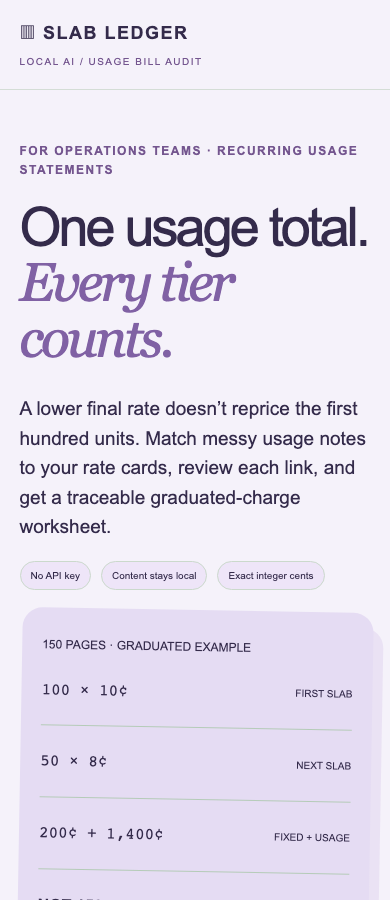 SLAB LEDGER
LOCAL AI / USAGE BILL AUDIT
FOR OPERATIONS TEAMS · RECURRING USAGE
STATEMENTS
One usage total.
Every tier
counts.
A lower final rate doesn’t reprice the first
hundred units. Match messy usage notes
to your rate cards, review each link, and
get a traceable graduated-charge
worksheet.
No API key Content stays local Exact integer cents
150 PAGES · GRADUATED EXAMPLE
100 × 10¢ FIRST SLAB
50 × 8¢ NEXT SLAB
200¢ + 1,400¢ FIXED + USAGE